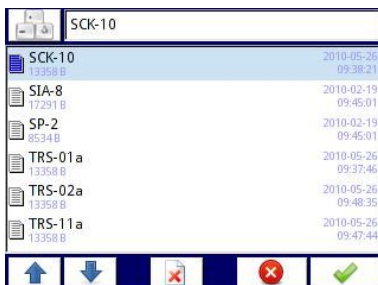 SCK-10
SCK-10
2010-05-26
13358 B
09:38:21
SIA-8
2010-02-19
17291 B
09:45:01
SP-2
2010-02-19
8534 B
09:45:01
TRS-01a
2010-05-26
13358 B
09:37:46
TRS-02a
2010-05-26
13358 B
09:48:35
TRS-11a
2010-05-26
13358 B
09:47:44